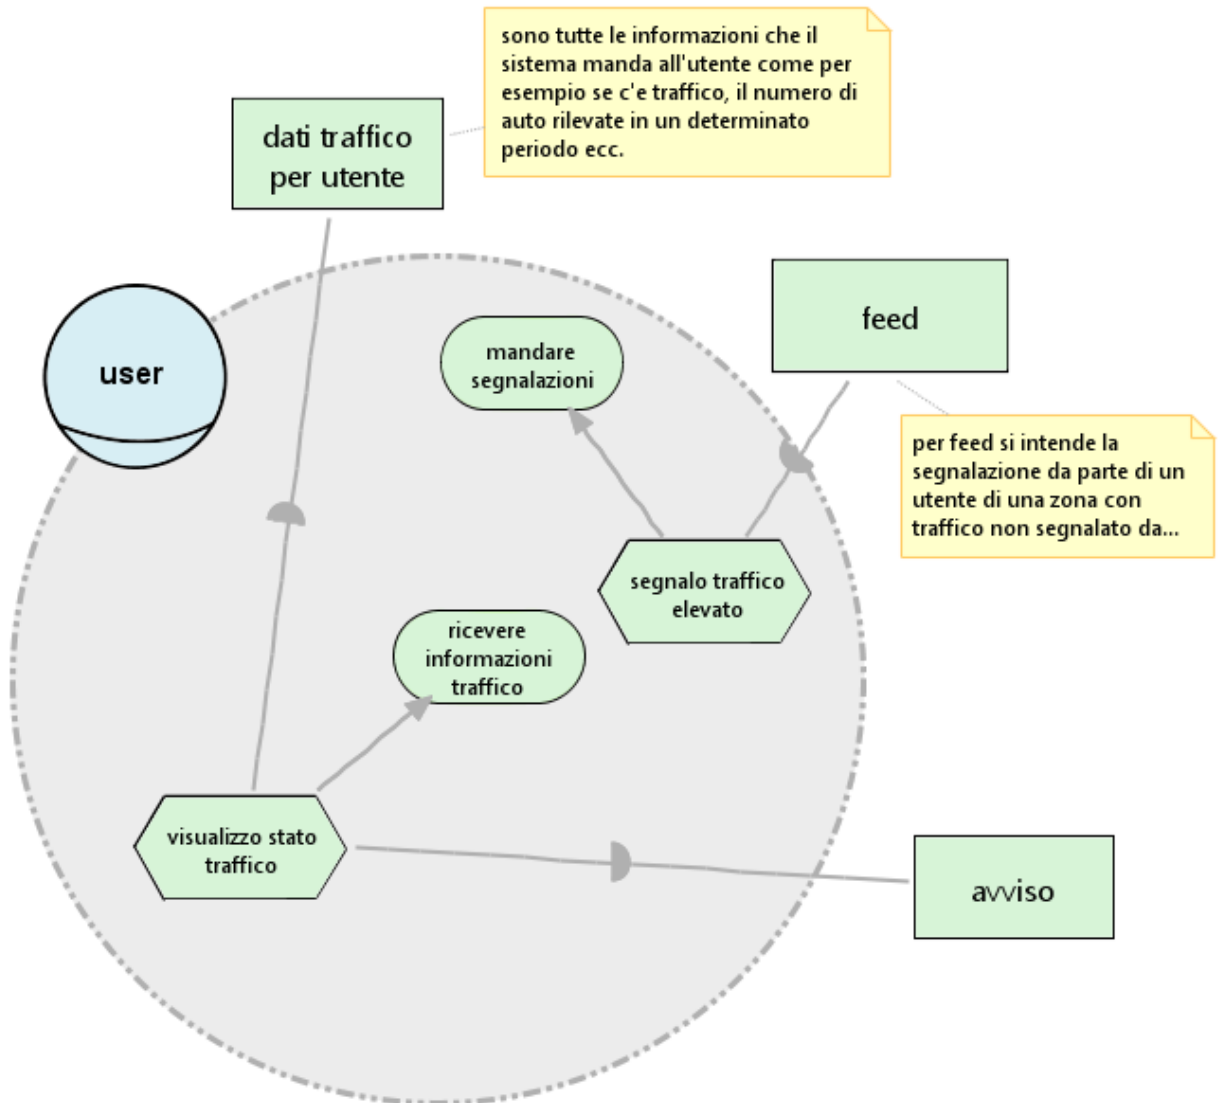 sono tutte le informazioni che il
sistema manda all'utente come per
esempio se c'e traffico, il numero di
auto rilevate in un determinato
periodo ecc.
dati traffico
per utente
feed
user
mandare
segnalazioni
per feed si intende la
segnalazione da parte di un
utente di una zona con
traffico non segnalato da...
segnalo traffico
elevato
ricevere
informazioni
traffico
visualizzo stato
traffico
avviso